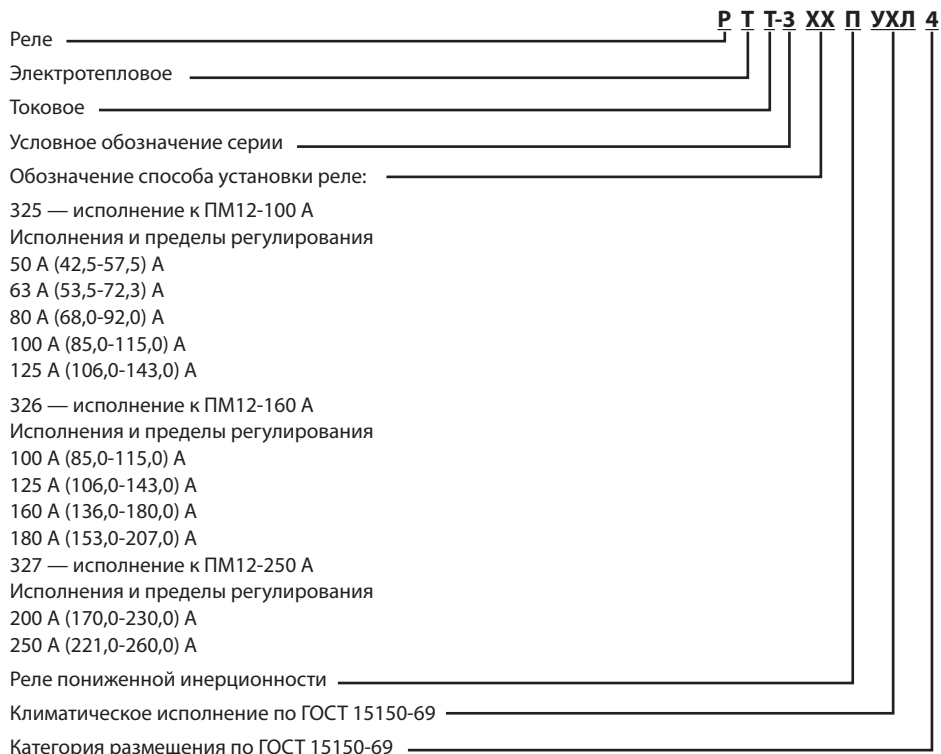 Р Т Т-3 ХХ П УХЛ 4
Реле
Электротепловое
Токовое
Условное обозначение серии
Обозначение способа установки реле:
325 — исполнение к ПМ12-100 А
Исполнения и пределы регулирования
50 А (42,5-57,5) А
63 А (53,5-72,3) А
80 А (68,0-92,0) А
100 А (85,0-115,0) А
125 А (106,0-143,0) А
326 — исполнение к ПМ12-160 А
Исполнения и пределы регулирования
100 А (85,0-115,0) А
125 А (106,0-143,0) А
160 А (136,0-180,0) А
180 А (153,0-207,0) А
327 — исполнение к ПМ12-250 А
Исполнения и пределы регулирования
200 А (170,0-230,0) А
250 А (221,0-260,0) А
Реле пониженной инерционности
Климатическое исполнение по ГОСТ 15150-69
Категория размещения по ГОСТ 15150-69